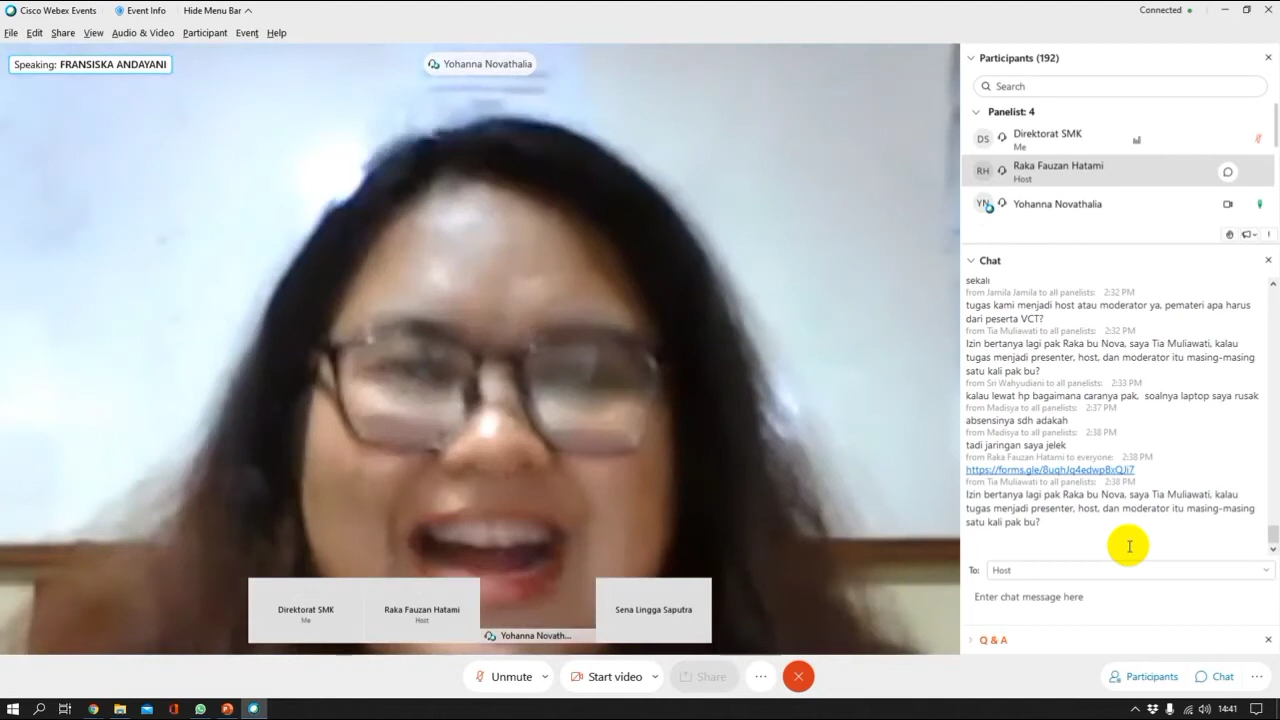 Cisco Webex Events
Event Info
Hide Menu Bar
Connected
File Edit Share View Audio & Video Participant Event Help
Speaking: FRANSISKA ANDAYANI
Yohanna Novathalia
Participants (192)
Search
Panelist: 4
DS
Direktorat SMK
Me
RH
Raka Fauzan Hatami
Host
YN
Yohanna Novathalia
Chat
sekali
from Jamila Jamila to all panelists: 2:32 PM
tugas kami menjadi host atau moderator ya, pemateri apa harus
dari peserta VCT?
from Tia Muliawati to all panelists: 2:32 PM
Izin bertanya lagi pak Raka bu Nova, saya Tia Muliawati, kalau
tugas menjadi presenter, host, dan moderator itu masing-masing
satu kali pak bu?
from Sri Wahyudiani to all panelists: 2:33 PM
kalau lewat hp bagaimana caranya pak, soalnya laptop saya rusak
from Madisya to all panelists: 2:37 PM
absensinya sdh adakah
from Madisya to all panelists: 2:38 PM
tadi jaringan saya jelek
from Raka Fauzan Hatami to everyone: 2:38 PM
https://forms.gle/8uqhJq4edwpBxQJi7
from Tia Muliawati to all panelists: 2:38 PM
Izin bertanya lagi pak Raka bu Nova, saya Tia Muliawati, kalau
tugas menjadi presenter, host, dan moderator itu masing-masing
satu kali pak bu?
To: Host
Enter chat message here
Q & A
Direktorat SMK
Me
Raka Fauzan Hatami
Host
Yohanna Novath...
Sena Lingga Saputra
Unmute
Start video
Share
Participants
Chat
14:41